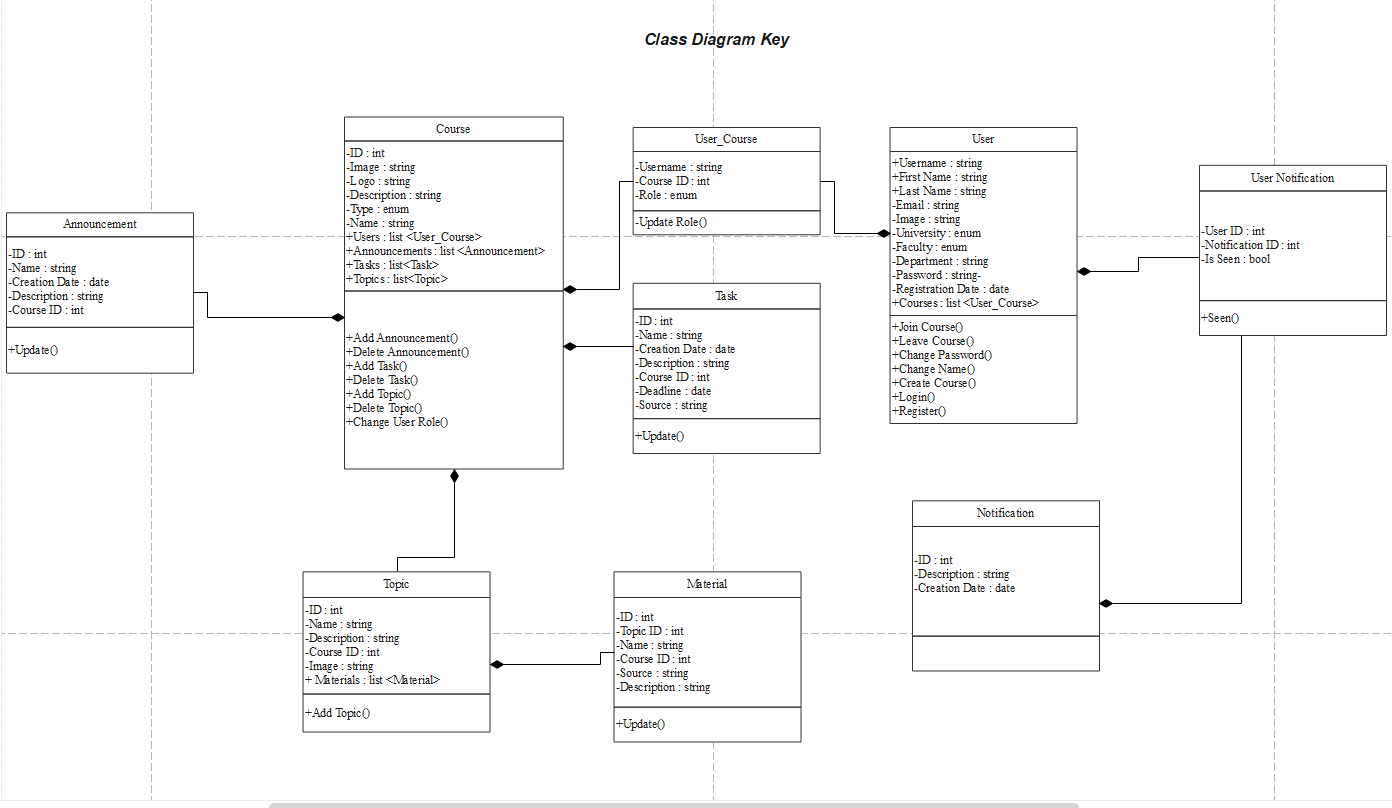 Class Diagram Key
Course
-ID : int
-Image : string
-Logo : string
-Description : string
-Type : enum
-Name : string
+Users : list <User_Course>
+Announcements : list <Announcement>
+Tasks : list<Task>
+Topics : list<Topic>
+Add Announcement()
+Delete Announcement()
+Add Task()
+Delete Task()
+Add Topic()
+Delete Topic()
+Change User Role()
User_Course
-Username : string
-Course ID : int
-Role : enum
-Update Role()
User
+Username : string
+First Name : string
+Last Name : string
-Email : string
-Image : string
-University : enum
-Faculty : enum
-Department : string
-Password : string-
-Registration Date : date
+Courses : list <User_Course>
+Join Course()
+Leave Course()
+Change Password()
+Change Name()
+Create Course()
+Login()
+Register()
User Notification
-User ID : int
-Notification ID : int
-Is Seen : bool
+Seen()
Announcement
-ID : int
-Name : string
-Creation Date : date
-Description : string
-Course ID : int
+Update()
Task
-ID : int
-Name : string
-Creation Date : date
-Description : string
-Course ID : int
-Deadline : date
-Source : string
+Update()
Notification
-ID : int
-Description : string
-Creation Date : date
Topic
-ID : int
-Name : string
-Description : string
-Course ID : int
-Image : string
+ Materials : list <Material>
+Add Topic()
Material
-ID : int
-Topic ID : int
-Name : string
-Course ID : int
-Source : string
-Description : string
+Update()